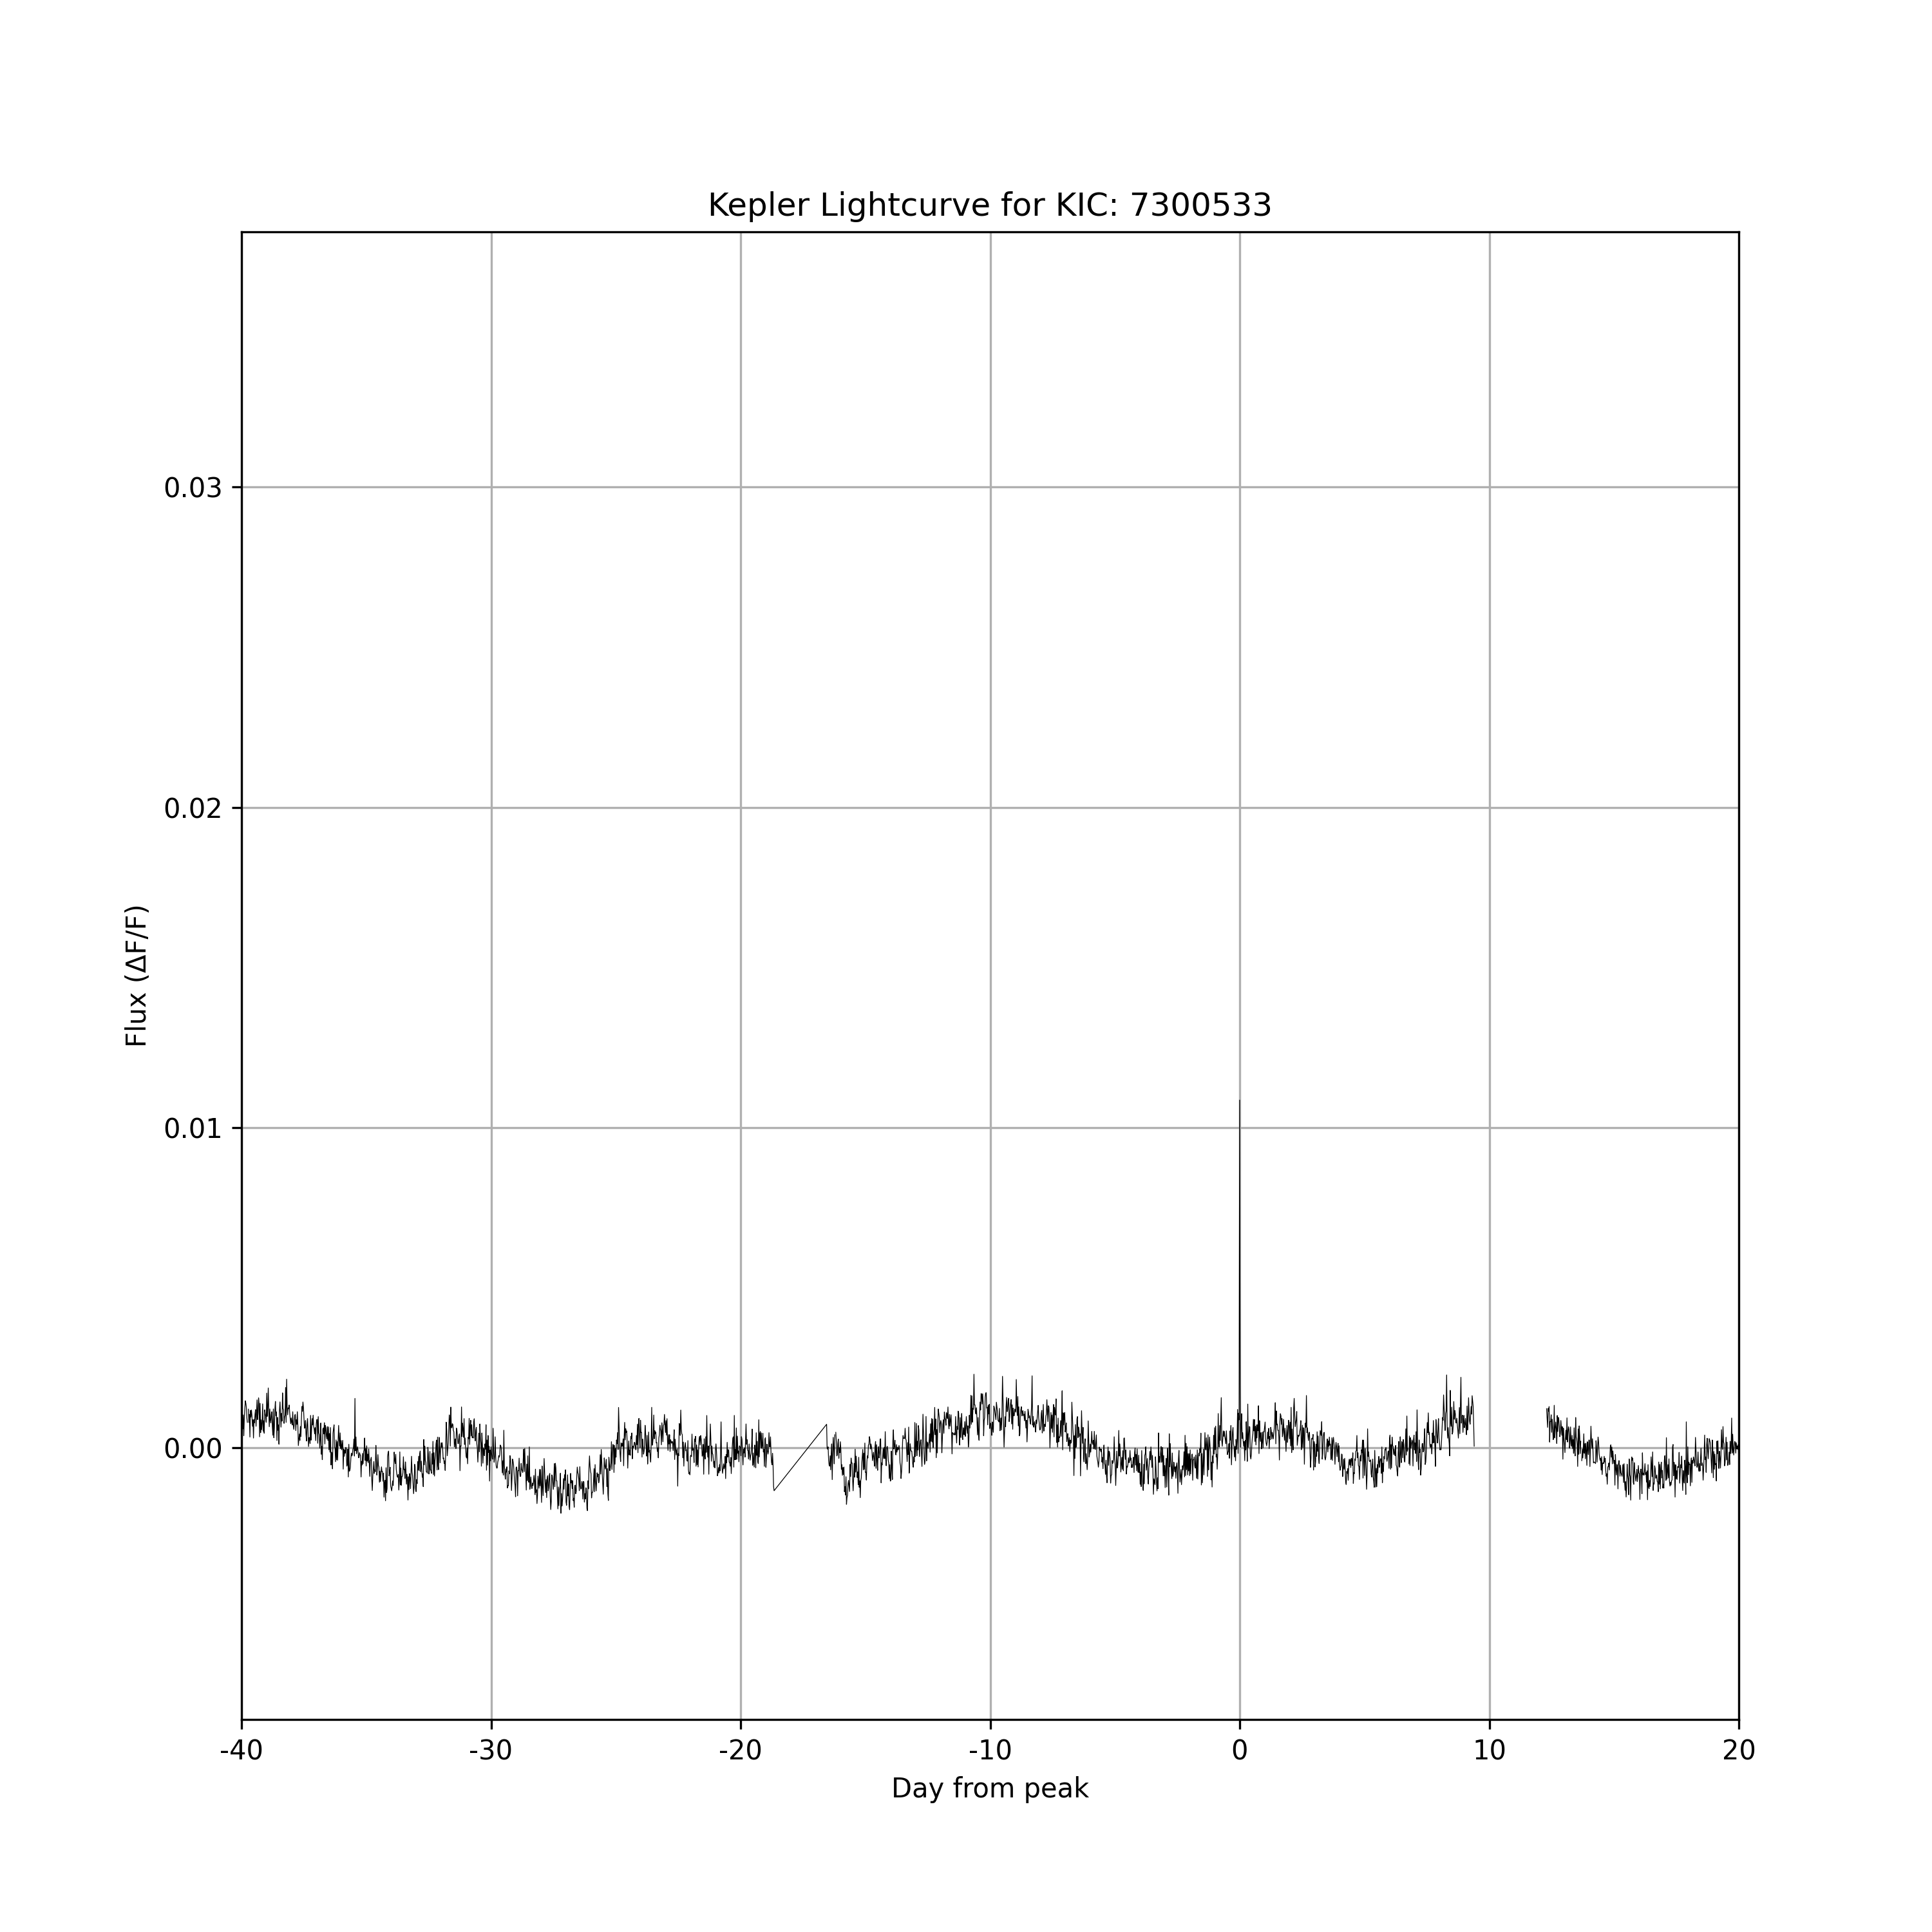 Kepler Lightcurve for KIC: 7300533
0.03
0.02
0.01
0.00
Flux (ΔF/F)
-40 -30 -20 -10 0 10 20
Day from peak